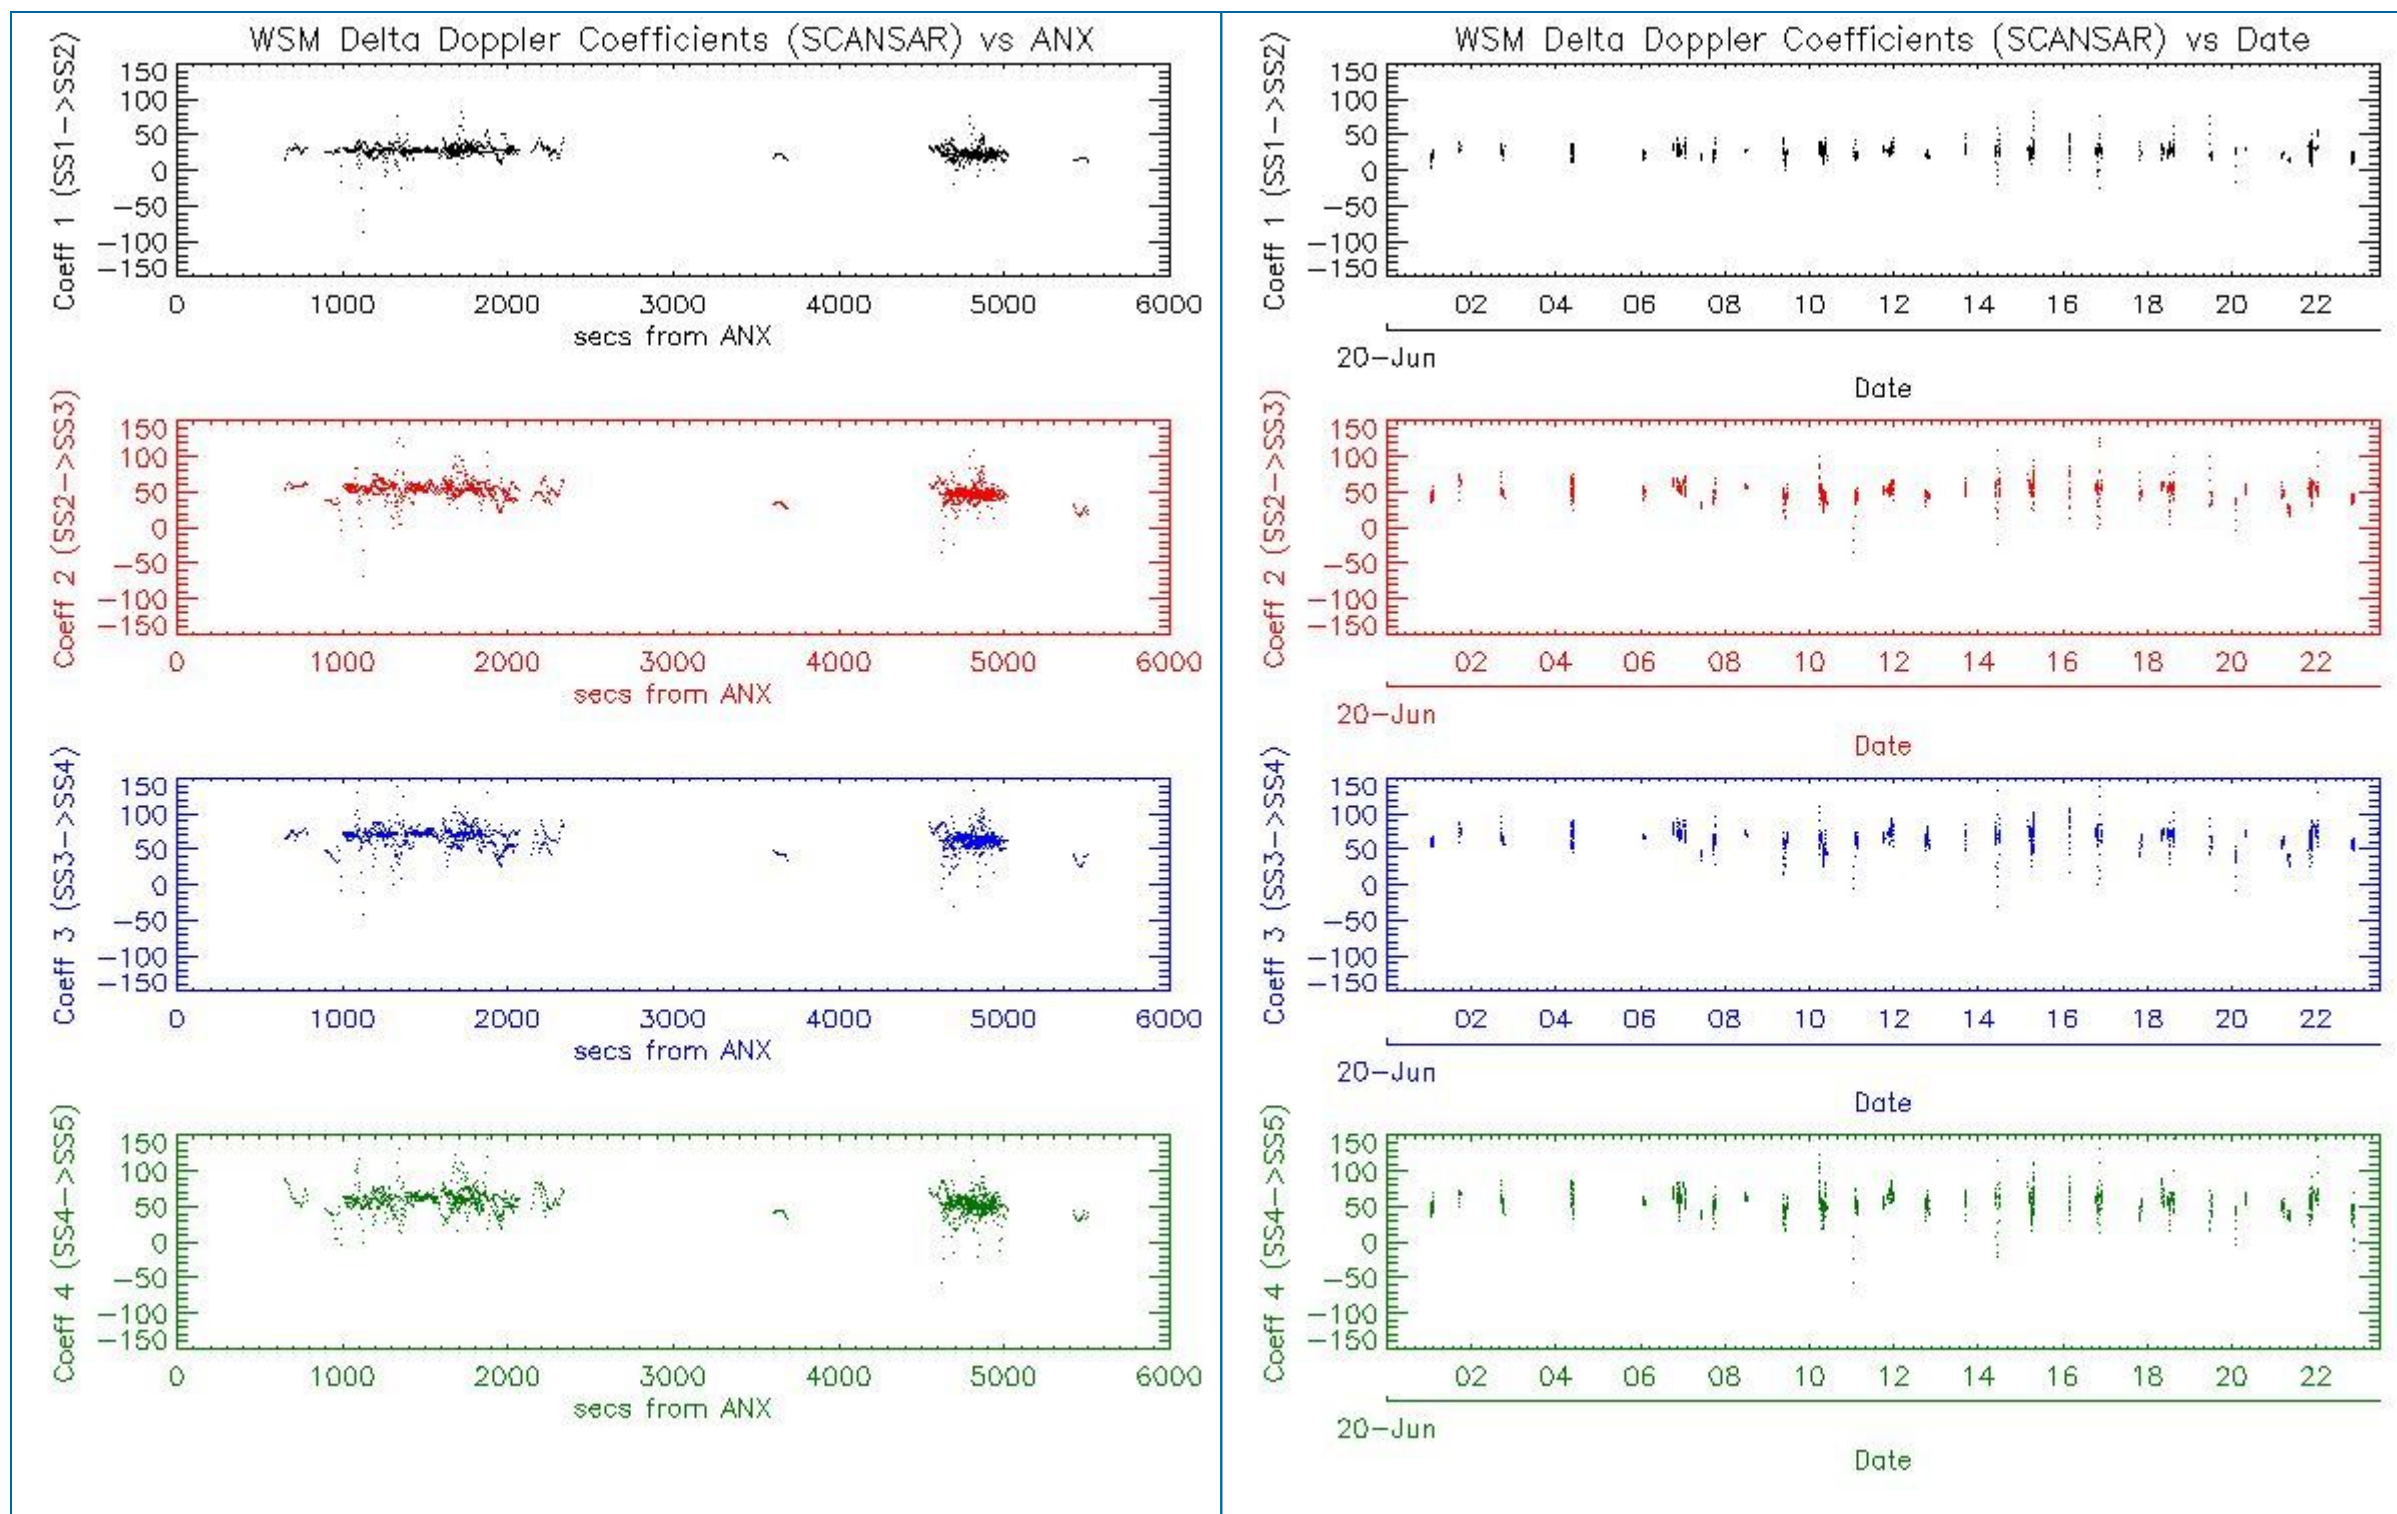 WSM Delta Doppler Coefficients (SCANSAR) vs ANX
Coeff 1 (SS1->SS2)
150
100
50
0
-50
-100
-150
0 1000 2000 3000 4000 5000 6000
secs from ANX
Coeff 2 (SS2->SS3)
150
100
50
0
-50
-100
-150
0 1000 2000 3000 4000 5000 6000
secs from ANX
Coeff 3 (SS3->SS4)
150
100
50
0
-50
-100
-150
0 1000 2000 3000 4000 5000 6000
secs from ANX
Coeff 4 (SS4->SS5)
150
100
50
0
-50
-100
-150
0 1000 2000 3000 4000 5000 6000
secs from ANX
WSM Delta Doppler Coefficients (SCANSAR) vs Date
Coeff 1 (SS1->SS2)
150
100
50
0
-50
-100
-150
02 04 06 08 10 12 14 16 18 20 22
20-Jun
Date
Coeff 2 (SS2->SS3)
150
100
50
0
-50
-100
-150
02 04 06 08 10 12 14 16 18 20 22
20-Jun
Date
Coeff 3 (SS3->SS4)
150
100
50
0
-50
-100
-150
02 04 06 08 10 12 14 16 18 20 22
20-Jun
Date
Coeff 4 (SS4->SS5)
150
100
50
0
-50
-100
-150
02 04 06 08 10 12 14 16 18 20 22
20-Jun
Date